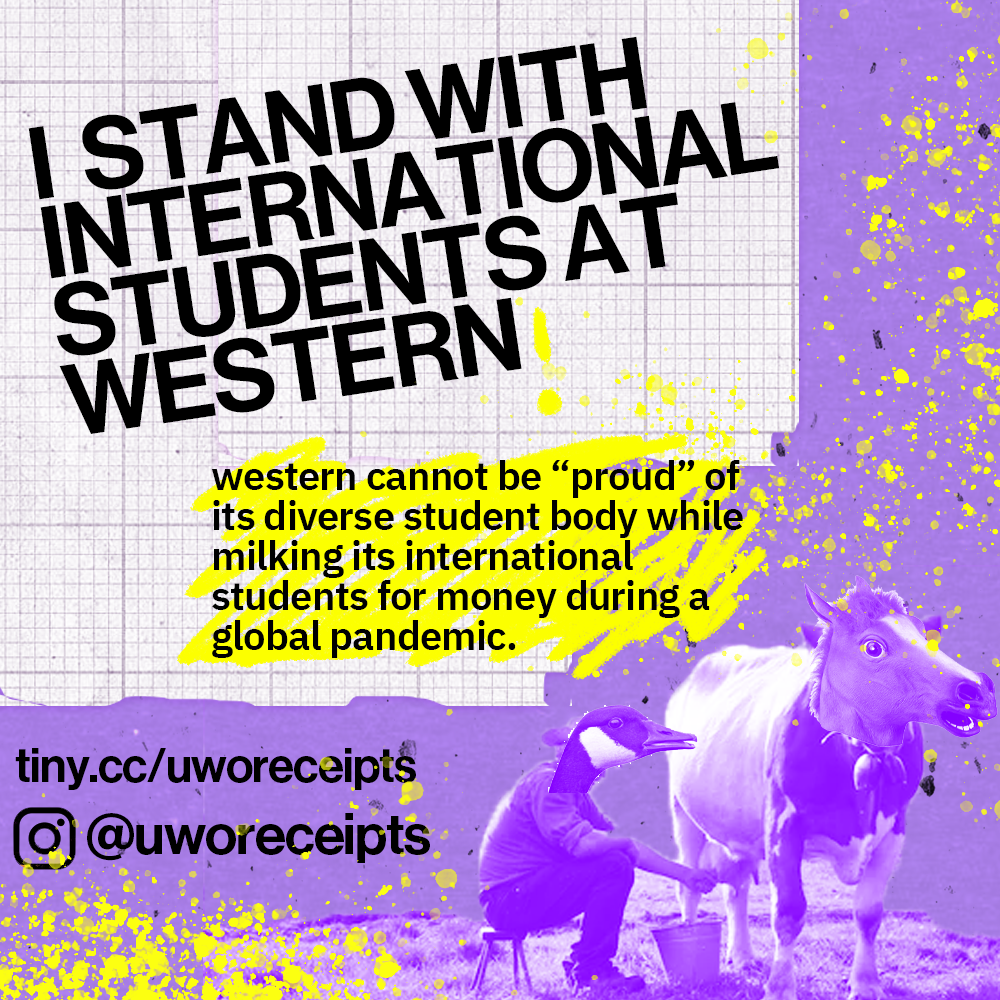 I STAND WITH
INTERNATIONAL
STUDENTS AT
WESTERN!
western cannot be “proud” of
its diverse student body while
milking its international
students for money during a
global pandemic.
tiny.cc/uworeceipts
@uworeceipts